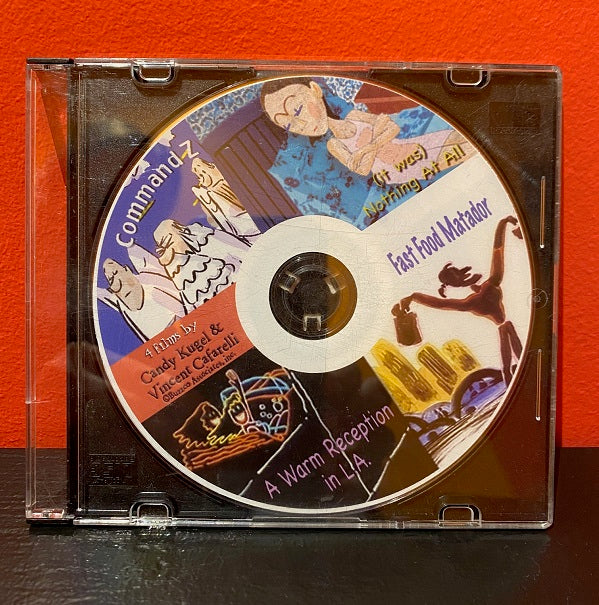 Command Z
(it was)
Nothing At All
Fast Food Matador
4 Films by
Candy Kugel &
Vincent Cafarelli
©Buzzco Associates, inc.
A Warm Reception
in L.A.